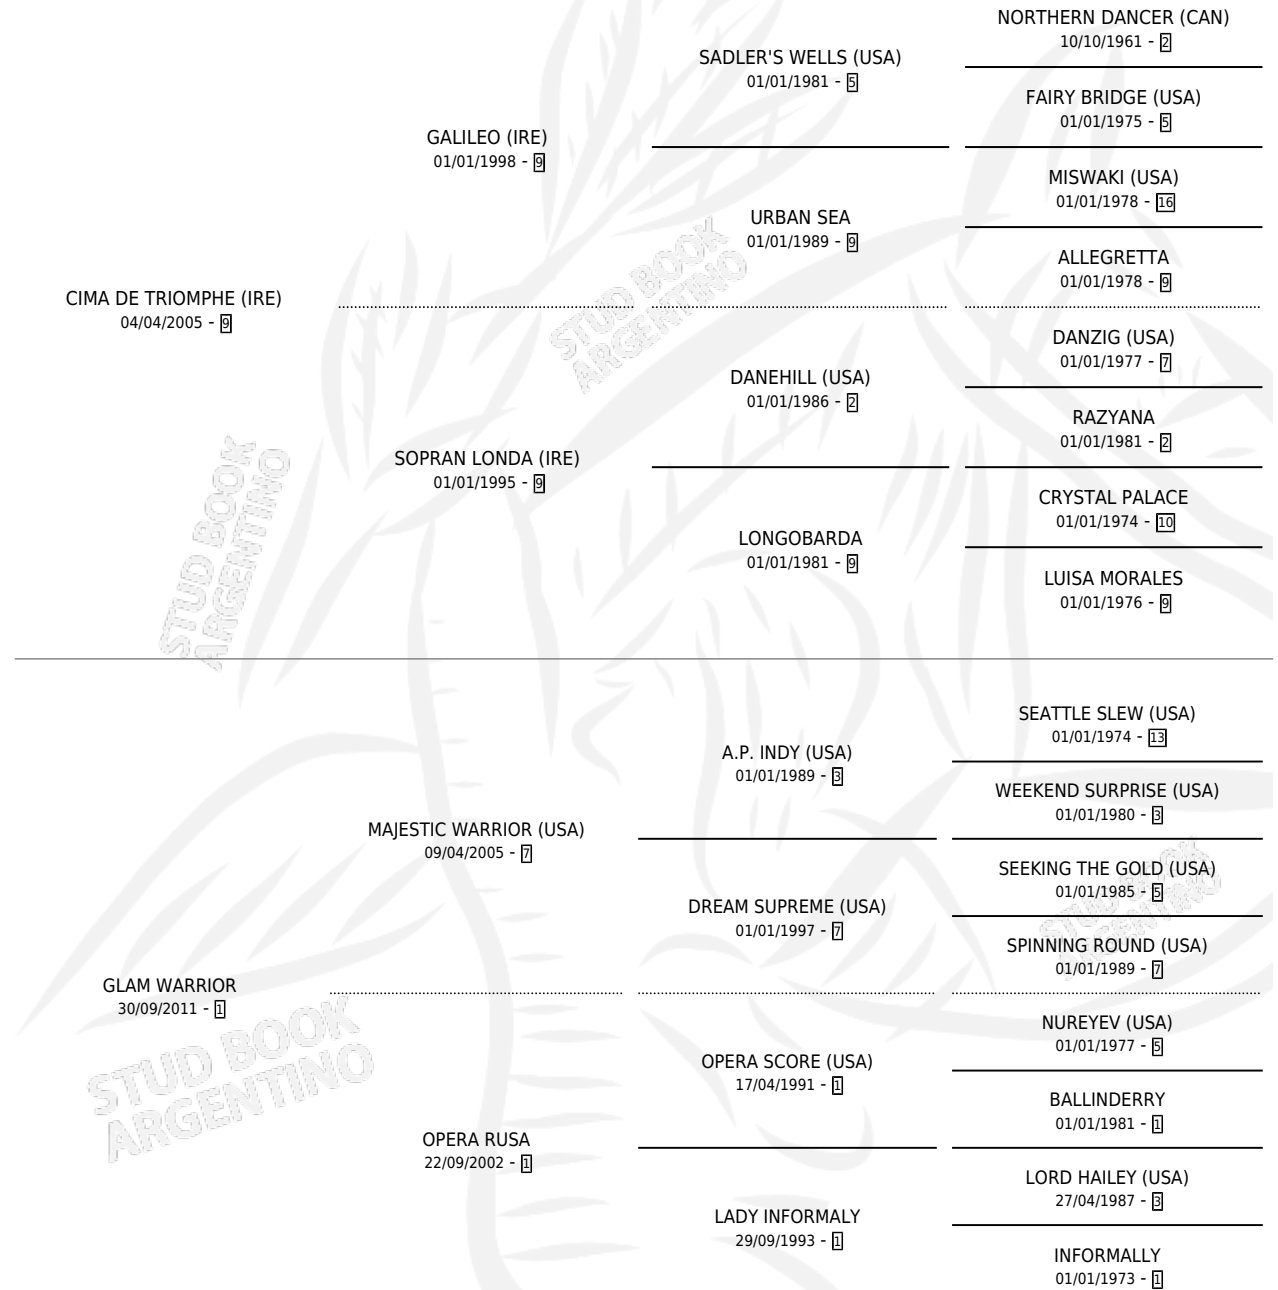 NORTHERN DANCER (CAN)
10/10/1961 - 2
SADLER'S WELLS (USA)
01/01/1981 - 5
FAIRY BRIDGE (USA)
01/01/1975 - 5
GALILEO (IRE)
01/01/1998 - 9
MISWAKI (USA)
01/01/1978 - 16
URBAN SEA
01/01/1989 - 9
ALLEGRETTA
01/01/1978 - 9
STUD BOOK
ARGENTINO
CIMA DE TRIOMPHE (IRE)
04/04/2005 - 9
DANZIG (USA)
01/01/1977 - 7
DANEHILL (USA)
01/01/1986 - 2
RAZYANA
01/01/1981 - 2
SOPRAN LONDA (IRE)
01/01/1995 - 9
CRYSTAL PALACE
01/01/1974 - 10
LONGOBARDA
01/01/1981 - 9
LUISA MORALES
01/01/1976 - 9
STUD BOOK
ARGENTINO
SEATTLE SLEW (USA)
01/01/1974 - 13
A.P. INDY (USA)
01/01/1989 - 3
WEEKEND SURPRISE (USA)
01/01/1980 - 3
MAJESTIC WARRIOR (USA)
09/04/2005 - 7
SEEKING THE GOLD (USA)
01/01/1985 - 5
DREAM SUPREME (USA)
01/01/1997 - 7
SPINNING ROUND (USA)
01/01/1989 - 7
STUD BOOK
ARGENTINO
GLAM WARRIOR
30/09/2011 - 1
NUREYEV (USA)
01/01/1977 - 5
OPERA SCORE (USA)
17/04/1991 - 1
BALLINDERRY
01/01/1981 - 1
STUD BOOK
ARGENTINO
OPERA RUSA
22/09/2002 - 1
LORD HAILEY (USA)
27/04/1987 - 3
LADY INFORMALY
29/09/1993 - 1
INFORMALLY
01/01/1973 - 1